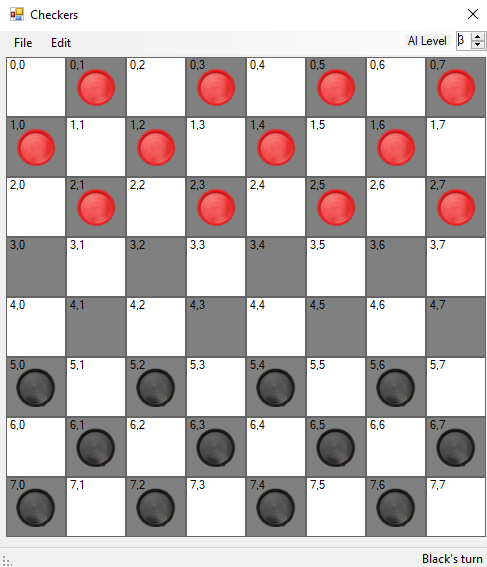 Checkers
File Edit AI Level 3
0,0 0,1 0,2 0,3 0,4 0,5 0,6 0,7
1,0 1,1 1,2 1,3 1,4 1,5 1,6 1,7
2,0 2,1 2,2 2,3 2,4 2,5 2,6 2,7
3,0 3,1 3,2 3,3 3,4 3,5 3,6 3,7
4,0 4,1 4,2 4,3 4,4 4,5 4,6 4,7
5,0 5,1 5,2 5,3 5,4 5,5 5,6 5,7
6,0 6,1 6,2 6,3 6,4 6,5 6,6 6,7
7,0 7,1 7,2 7,3 7,4 7,5 7,6 7,7
Black's turn